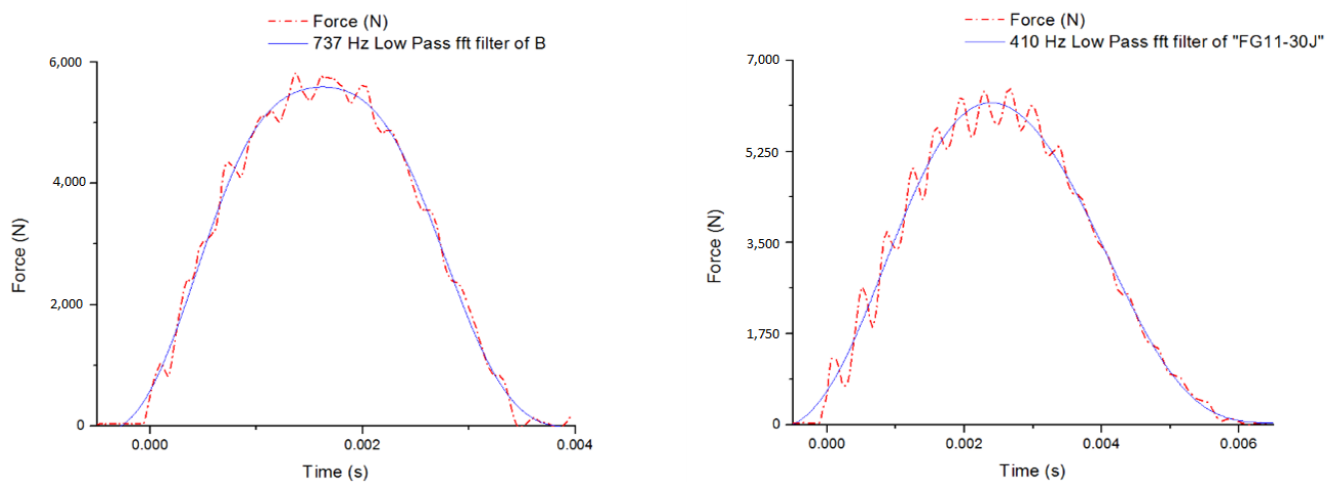 Force (N)
737 Hz Low Pass fft filter of B
6,000
4,000
2,000
0
Force (N)
0.000
0.002
0.004
Time (s)
Force (N)
410 Hz Low Pass fft filter of "FG11-30J"
7,000
5,250
3,500
1,750
0
Force (N)
0.000
0.002
0.004
0.006
Time (s)